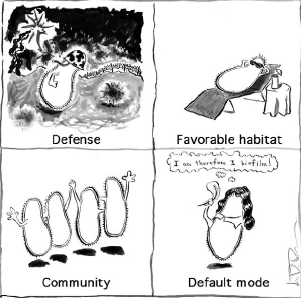 Defense
Favorable habitat
I am therefore I biofilm!
Community
Default mode